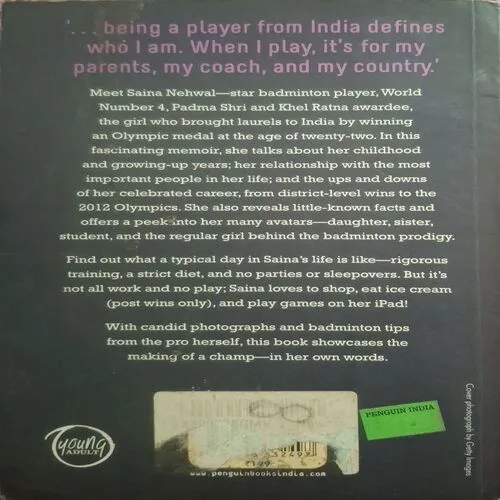 '... being a player from India defines
who I am. When I play, it's for my
parents, my coach, and my country.'
Meet Saina Nehwal—star badminton player, World
Number 4, Padma Shri and Khel Ratna awardee,
the girl who brought laurels to India by winning
an Olympic medal at the age of twenty-two. In this
fascinating memoir, she talks about her childhood
and growing-up years; her relationship with the most
important people in her life; and the ups and downs
of her celebrated career, from district-level wins to the
2012 Olympics. She also reveals little-known facts and
offers a peek into her many avatars—daughter, sister,
student, and the regular girl behind the badminton prodigy.
Find out what a typical day in Saina's life is like—rigorous
training, a strict diet, and no parties or sleepovers. But it's
not all work and no play; Saina loves to shop, eat ice cream
(post wins only), and play games on her iPad!
With candid photographs and badminton tips
from the pro herself, this book showcases the
making of a champ—in her own words.
Cover photograph by Getty Images
PENGUIN INDIA
young
ADULT
www.penguinbooksindia.com